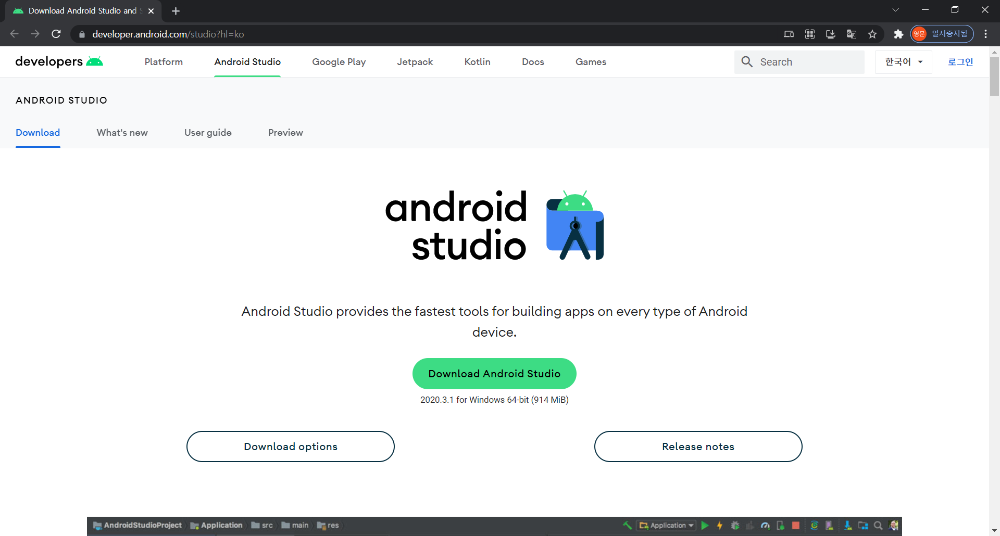 Download Android Studio and S
developer.android.com/studio?hl=ko
영문 일시중지됨
developers Platform Android Studio Google Play Jetpack Kotlin Docs Games Search 한국어 로그인
ANDROID STUDIO
Download What's new User guide Preview
android
studio
Android Studio provides the fastest tools for building apps on every type of Android
device.
Download Android Studio
2020.3.1 for Windows 64-bit (914 MiB)
Download options Release notes
AndroidStudioProject Application src main res Application